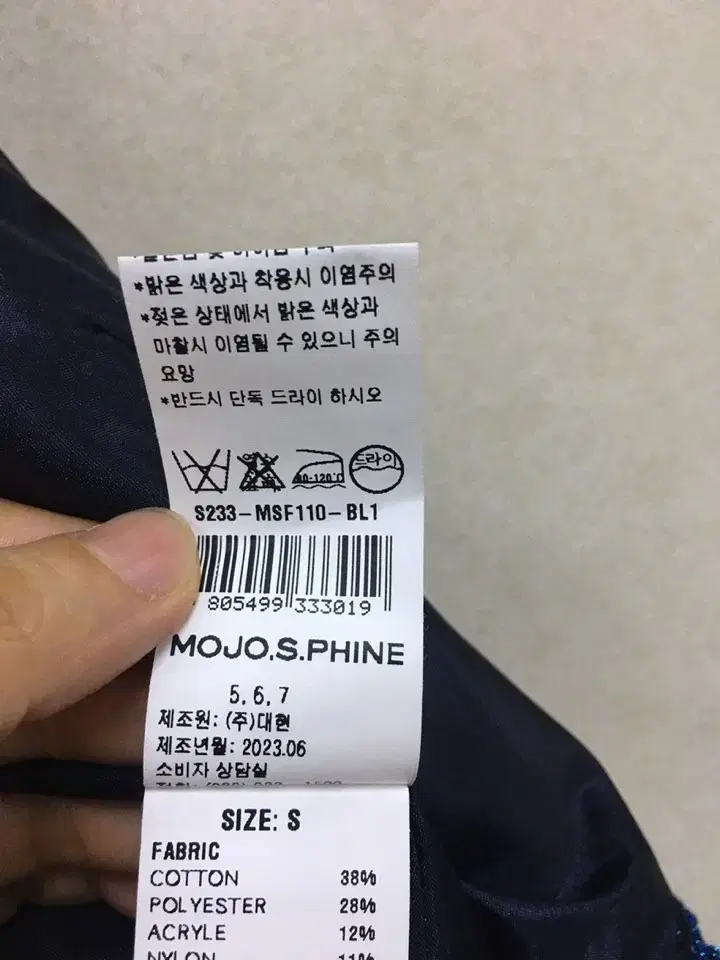 *밝은 색상과 착용시 이염주의
*젖은 상태에서 밝은 색상과
마찰시 이염될 수 있으니 주의
요망
*반드시 단독 드라이 하시오
80-120°C 드라이
S233-MSF110-BL1
805499 333019
MOJO.S.PHINE
5, 6, 7
제조원: (주)대현
제조년월: 2023.06
소비자 상담실
SIZE: S
FABRIC
COTTON 38%
POLYESTER 28%
ACRYLE 12%
NYLON 11%